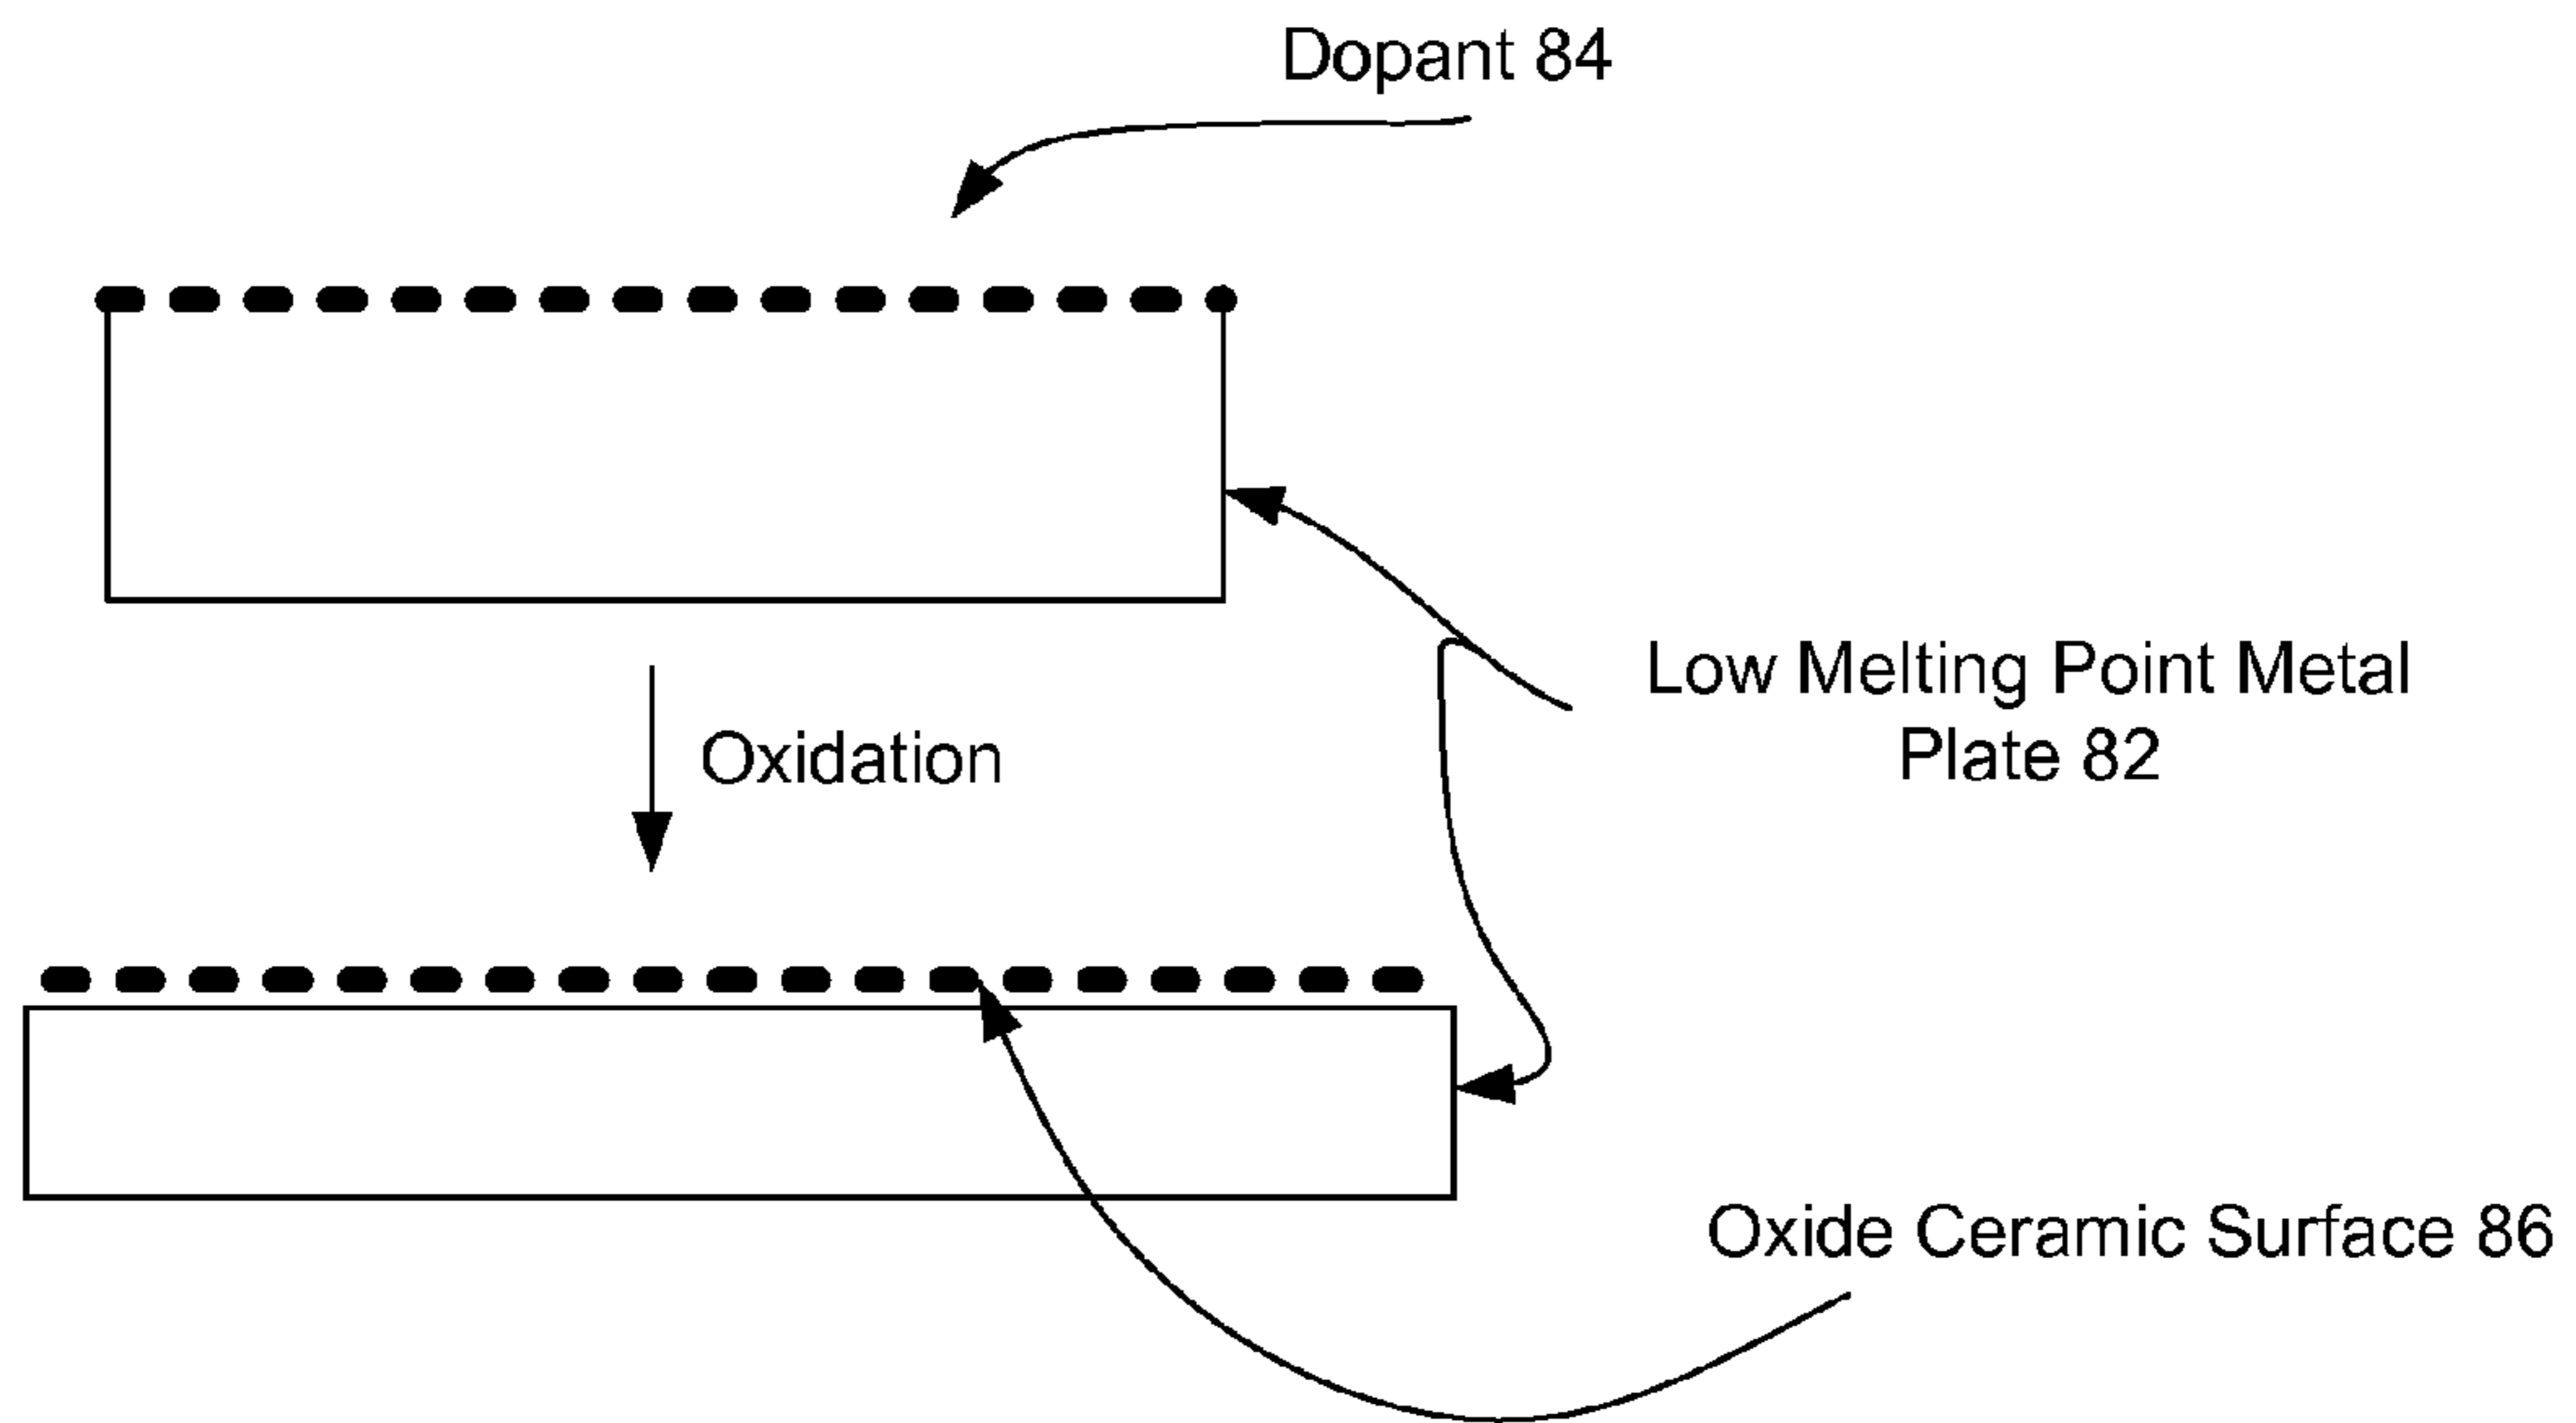 Dopant 84
Low Melting Point Metal
Plate 82
Oxidation
Oxide Ceramic Surface 86